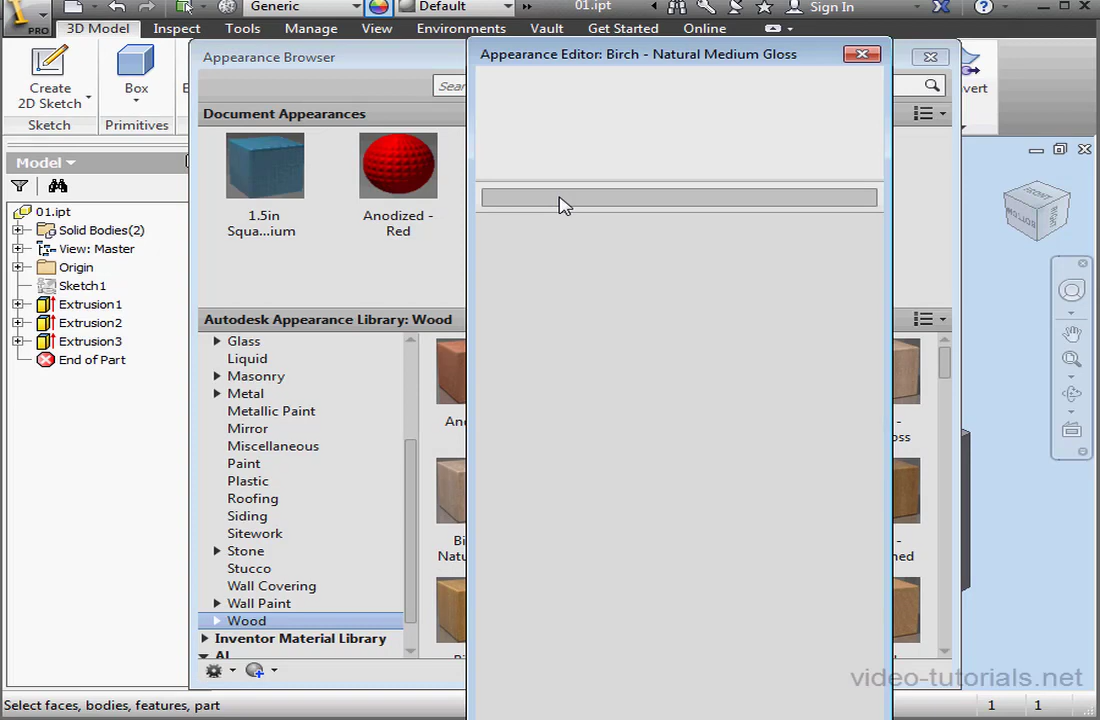 PRO
Generic
Default
01.ipt
Sign In
3D Model
Inspect
Tools
Manage
View
Environments
Vault
Get Started
Online
Create
2D Sketch
Box
Sketch
Primitives
Model
01.ipt
Solid Bodies(2)
View: Master
Origin
Sketch1
Extrusion1
Extrusion2
Extrusion3
End of Part
Appearance Browser
Document Appearances
1.5in
Squa...ium
Anodized -
Red
Autodesk Appearance Library: Wood
Glass
Liquid
Masonry
Metal
Metallic Paint
Mirror
Miscellaneous
Paint
Plastic
Roofing
Siding
Sitework
Stone
Stucco
Wall Covering
Wall Paint
Wood
Inventor Material Library
Appearance Editor: Birch - Natural Medium Gloss
FRONT
BOTTOM
video-tutorials.net
Select faces, bodies, features, part
1
1